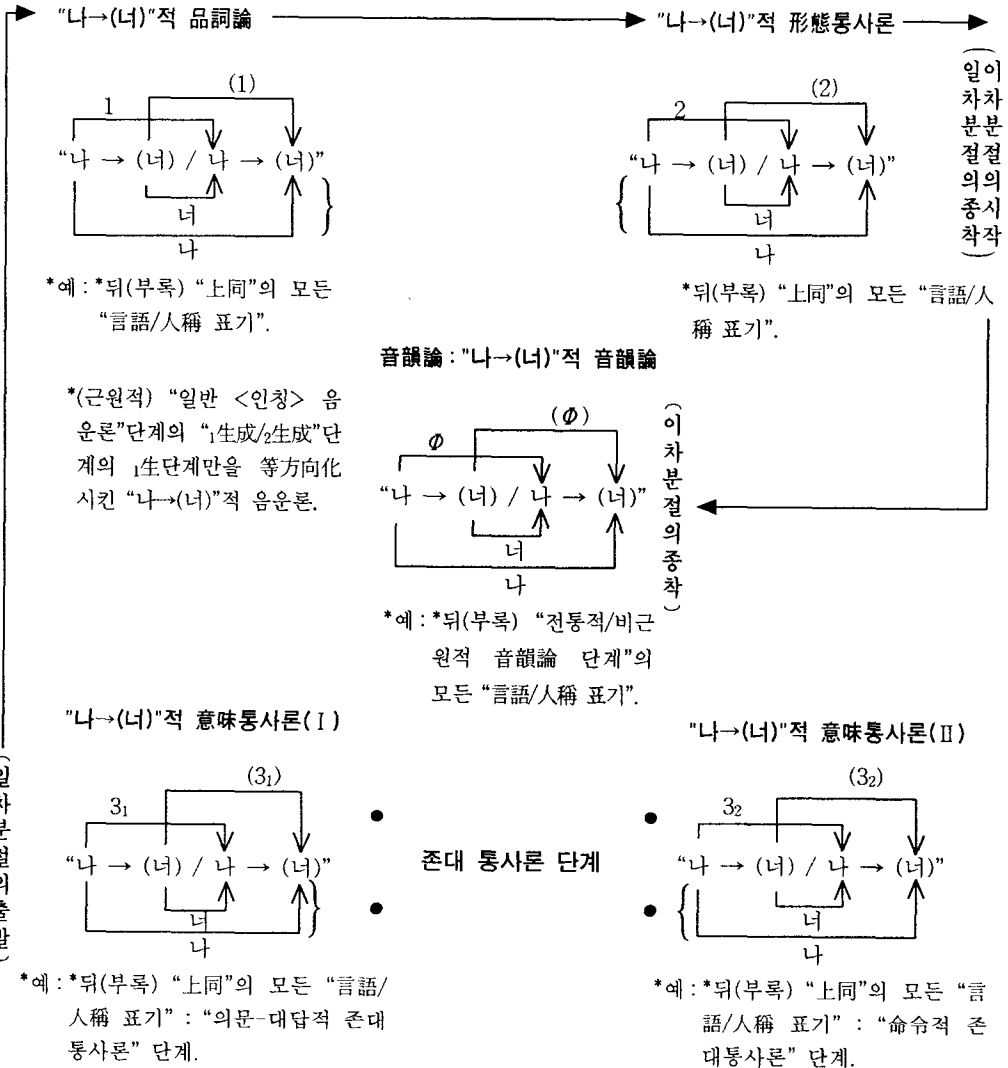 "나→(너)"적 品詞論
"나→(너)"적 形態통사론
(1)
1
“나 → (너) / 나 → (너)”
너
나
*예 : *뒤(부록) “上同”의 모든
“言語/人稱 표기”.
(2)
2
“나 → (너) / 나 → (너)”
너
나
*뒤(부록) “上同”의 모든 “言語/人
稱 표기”.
(이차분절의 시작
일차분절의 종착)
*(근원적) “일반 <인칭> 음
운론”단계의 “₁生成/₂生成”단
계의 ₁生단계만을 等方向化
시킨 “나→(너)”적 음운론.
音韻論 : "나→(너)"적 音韻論
(Φ)
Φ
“나 → (너) / 나 → (너)”
너
나
(이차분절의 종착)
*예 : *뒤(부록) “전통적/비근
원적 音韻論 단계”의
모든 “言語/人稱 표기”.
(일차분절의 출발)
"나→(너)"적 意味통사론(Ⅰ)
(3₁)
3₁
“나 → (너) / 나 → (너)”
너
나
*예 : *뒤(부록) “上同”의 모든 “言語/
人稱 표기” : “의문-대답적 존대
통사론” 단계.
존대 통사론 단계
"나→(너)"적 意味통사론(Ⅱ)
(3₂)
3₂
“나 → (너) / 나 → (너)”
너
나
*예 : *뒤(부록) “上同”의 모든 “言
語/人稱 표기” : “命令적 존
대통사론” 단계.